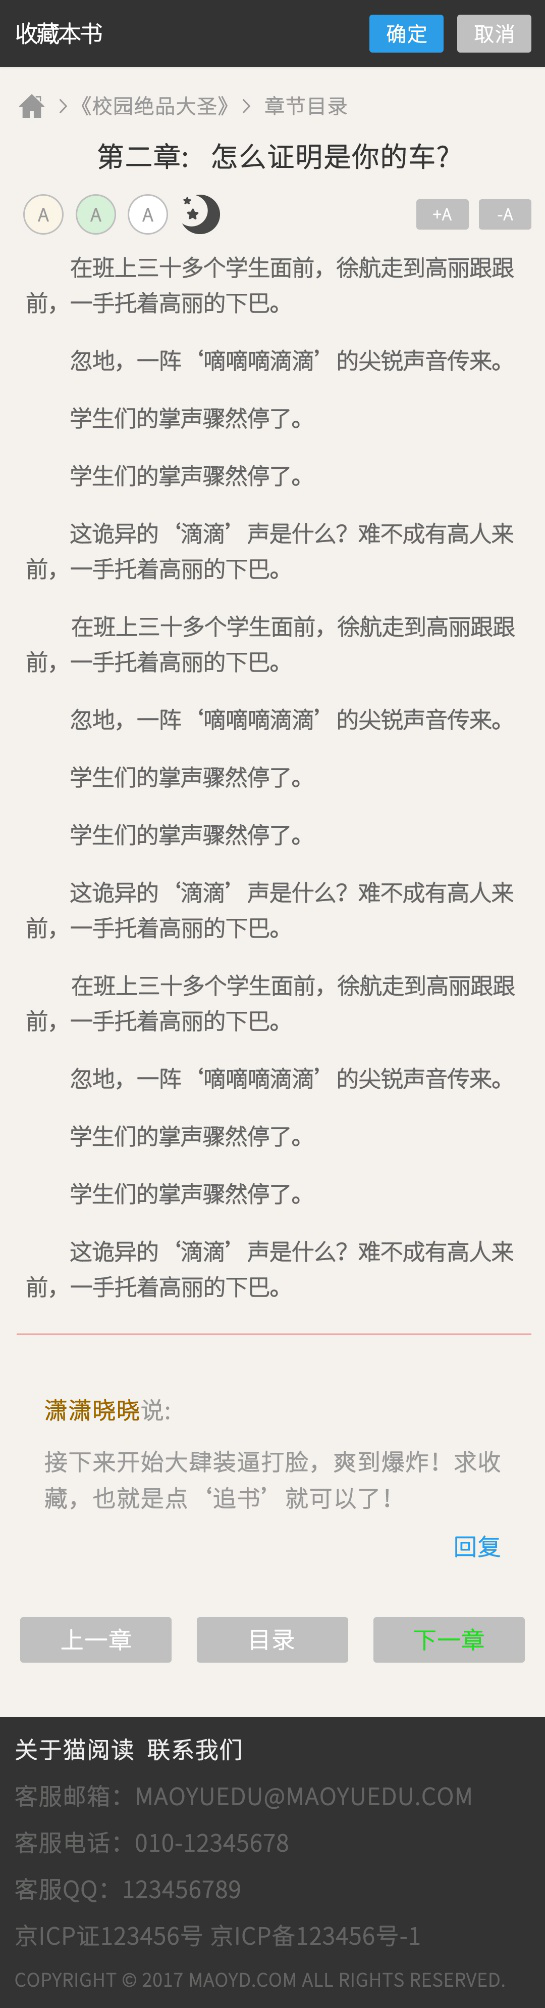 收藏本书 确定 取消
《校园绝品大圣》 章节目录
第二章: 怎么证明是你的车?
A A A +A -A
在班上三十多个学生面前，徐航走到高丽跟跟
前，一手托着高丽的下巴。
忽地，一阵‘嘀嘀嘀滴滴’的尖锐声音传来。
学生们的掌声骤然停了。
学生们的掌声骤然停了。
这诡异的‘滴滴’声是什么？难不成有高人来
前，一手托着高丽的下巴。
在班上三十多个学生面前，徐航走到高丽跟跟
前，一手托着高丽的下巴。
忽地，一阵‘嘀嘀嘀滴滴’的尖锐声音传来。
学生们的掌声骤然停了。
学生们的掌声骤然停了。
这诡异的‘滴滴’声是什么？难不成有高人来
前，一手托着高丽的下巴。
在班上三十多个学生面前，徐航走到高丽跟跟
前，一手托着高丽的下巴。
忽地，一阵‘嘀嘀嘀滴滴’的尖锐声音传来。
学生们的掌声骤然停了。
学生们的掌声骤然停了。
这诡异的‘滴滴’声是什么？难不成有高人来
前，一手托着高丽的下巴。
潇潇晓晓说:
接下来开始大肆装逼打脸，爽到爆炸！求收
藏，也就是点‘追书’就可以了！
回复
上一章 目录 下一章
关于猫阅读 联系我们
客服邮箱：MAOYUEDU@MAOYUEDU.COM
客服电话：010-12345678
客服QQ：123456789
京ICP证123456号 京ICP备123456号-1
COPYRIGHT © 2017 MAOYD.COM ALL RIGHTS RESERVED.